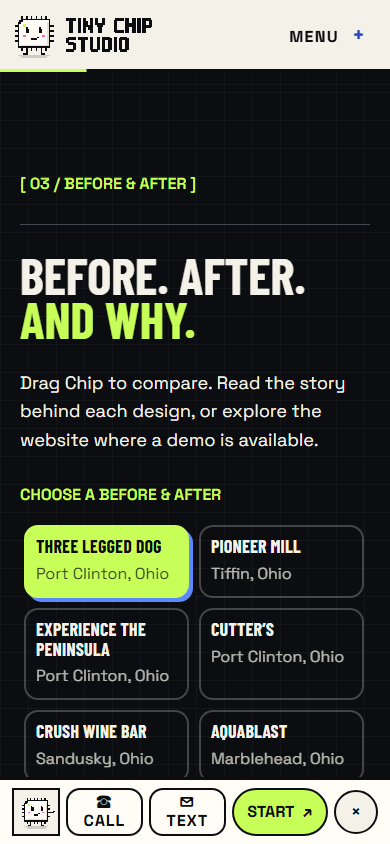 TINY CHIP
STUDIO
MENU +
[ 03 / BEFORE & AFTER ]
BEFORE. AFTER.
AND WHY.
Drag Chip to compare. Read the story
behind each design, or explore the
website where a demo is available.
CHOOSE A BEFORE & AFTER
THREE LEGGED DOG
Port Clinton, Ohio
PIONEER MILL
Tiffin, Ohio
EXPERIENCE THE
PENINSULA
Port Clinton, Ohio
CUTTER'S
Port Clinton, Ohio
CRUSH WINE BAR
Sandusky, Ohio
AQUABLAST
Marblehead, Ohio
☎ CALL
✉ TEXT
START ↗
×